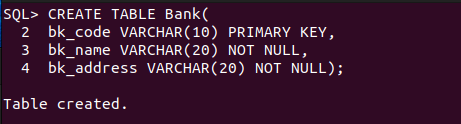 SQL> CREATE TABLE Bank(
  2  bk_code VARCHAR(10) PRIMARY KEY,
  3  bk_name VARCHAR(20) NOT NULL,
  4  bk_address VARCHAR(20) NOT NULL);
Table created.